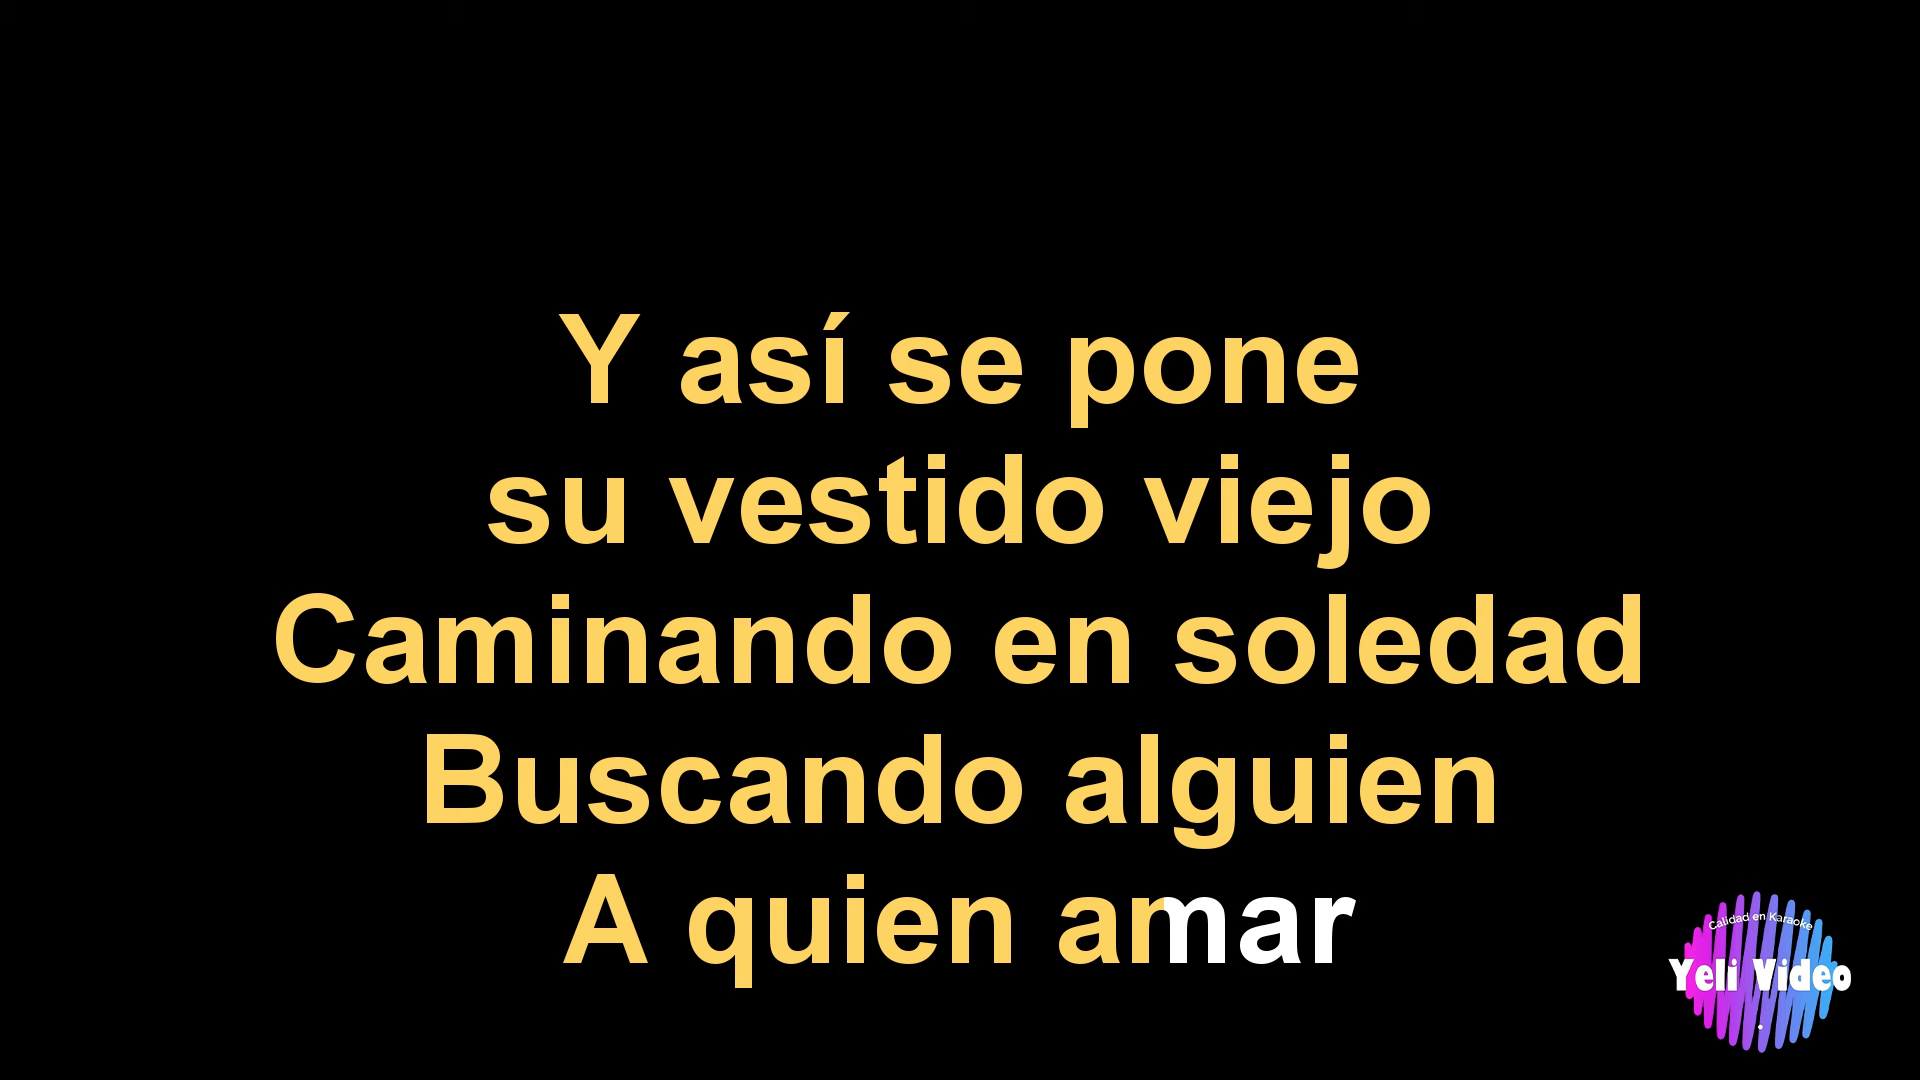 Y así se pone
su vestido viejo
Caminando en soledad
Buscando alguien
A quien amar
Calidad en Karaoke
Yeli Video